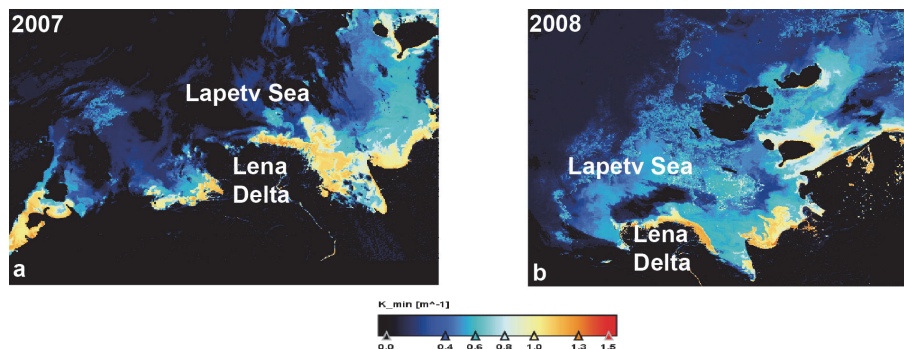 2007
Lapetv Sea
Lena
Delta
a
2008
Lapetv Sea
Lena
Delta
b
K_min [m^-1]
0.0 0.4 0.6 0.8 1.0 1.3 1.5